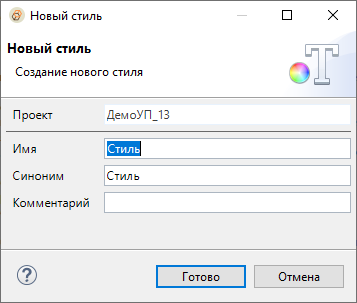 Новый стиль
Новый стиль
Создание нового стиля
Проект ДемоУП_13
Имя Стиль
Синоним Стиль
Комментарий
? Готово Отмена